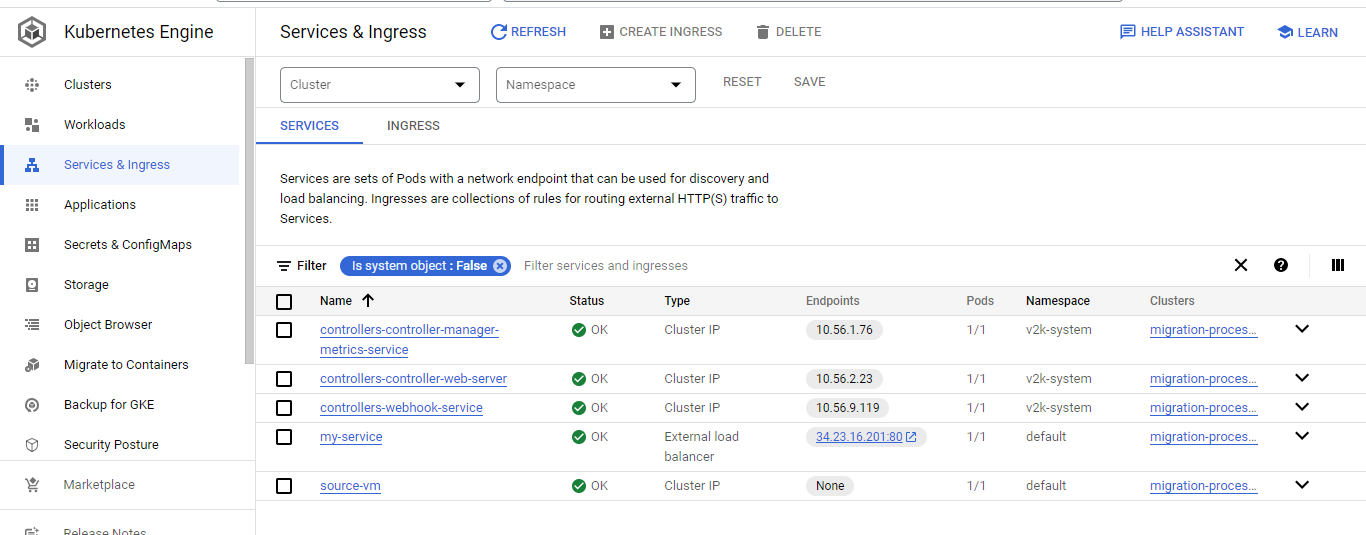 Kubernetes Engine
Services & Ingress
REFRESH
CREATE INGRESS
DELETE
HELP ASSISTANT
LEARN
Clusters
Workloads
Services & Ingress
Applications
Secrets & ConfigMaps
Storage
Object Browser
Migrate to Containers
Backup for GKE
Security Posture
Marketplace
Release Notes
Cluster
Namespace
RESET
SAVE
SERVICES
INGRESS
Services are sets of Pods with a network endpoint that can be used for discovery and
load balancing. Ingresses are collections of rules for routing external HTTP(S) traffic to
Services.
Filter
Is system object : False
Filter services and ingresses
Name Status Type Endpoints Pods Namespace Clusters
controllers-controller-manager- OK Cluster IP 10.56.1.76 1/1 v2k-system migration-proces...
metrics-service
controllers-controller-web-server OK Cluster IP 10.56.2.23 1/1 v2k-system migration-proces...
controllers-webhook-service OK Cluster IP 10.56.9.119 1/1 v2k-system migration-proces...
my-service OK External load 34.23.16.201:80 1/1 default migration-proces...
balancer
source-vm OK Cluster IP None 1/1 default migration-proces...